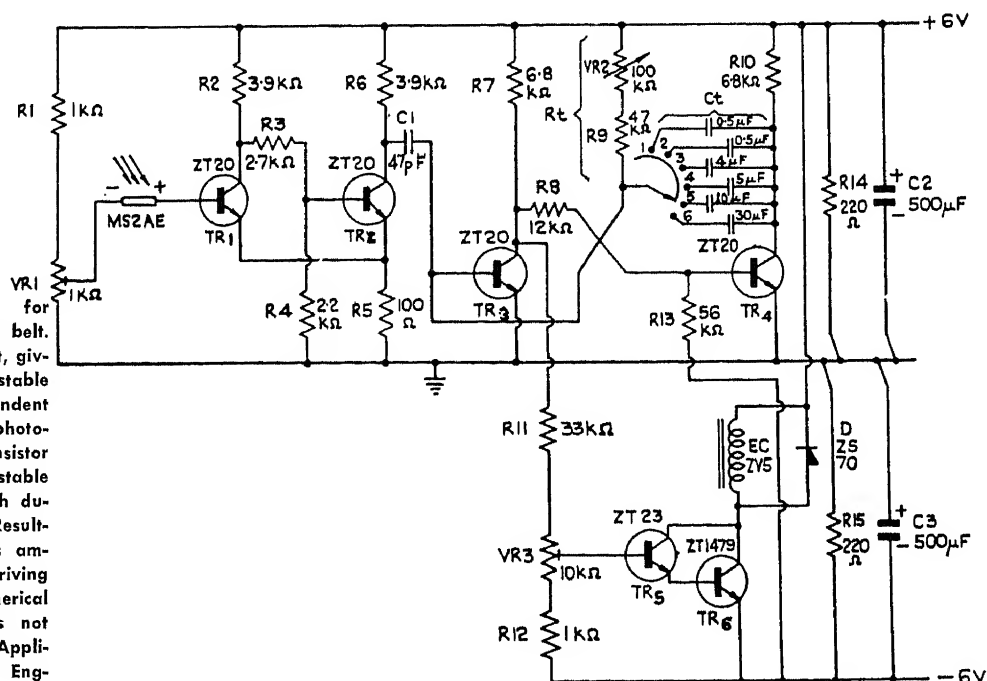 +6V
R1
1kΩ
R2
3.9kΩ
R6
3.9kΩ
R7
6.8
kΩ
VR2
100
kΩ
Rt
R9
47
kΩ
R10
6.8kΩ
Ct
1
2
3
4
5
6
0.5μF
0.5μF
4μF
5μF
10μF
30μF
R3
2.7kΩ
C1
47pF
ZT20
TR1
ZT20
TR2
ZT20
TR3
ZT20
TR4
R8
12kΩ
- +
MS2AE
VR1
1kΩ
R4
2.2
kΩ
R5
100
Ω
R13
56
kΩ
R14
220
Ω
+
C2
- 500μF
for
belt.
t, giv-
stable
ndent
photo-
nsistor
stable
h du-
Result-
s am-
riving
erical
s not
Appli-
Eng-
R11
33kΩ
EC
ZV5
D
ZS
70
VR3
10kΩ
ZT23
TR5
ZT1479
TR6
R15
220
Ω
+
C3
- 500μF
R12
1kΩ
-6V